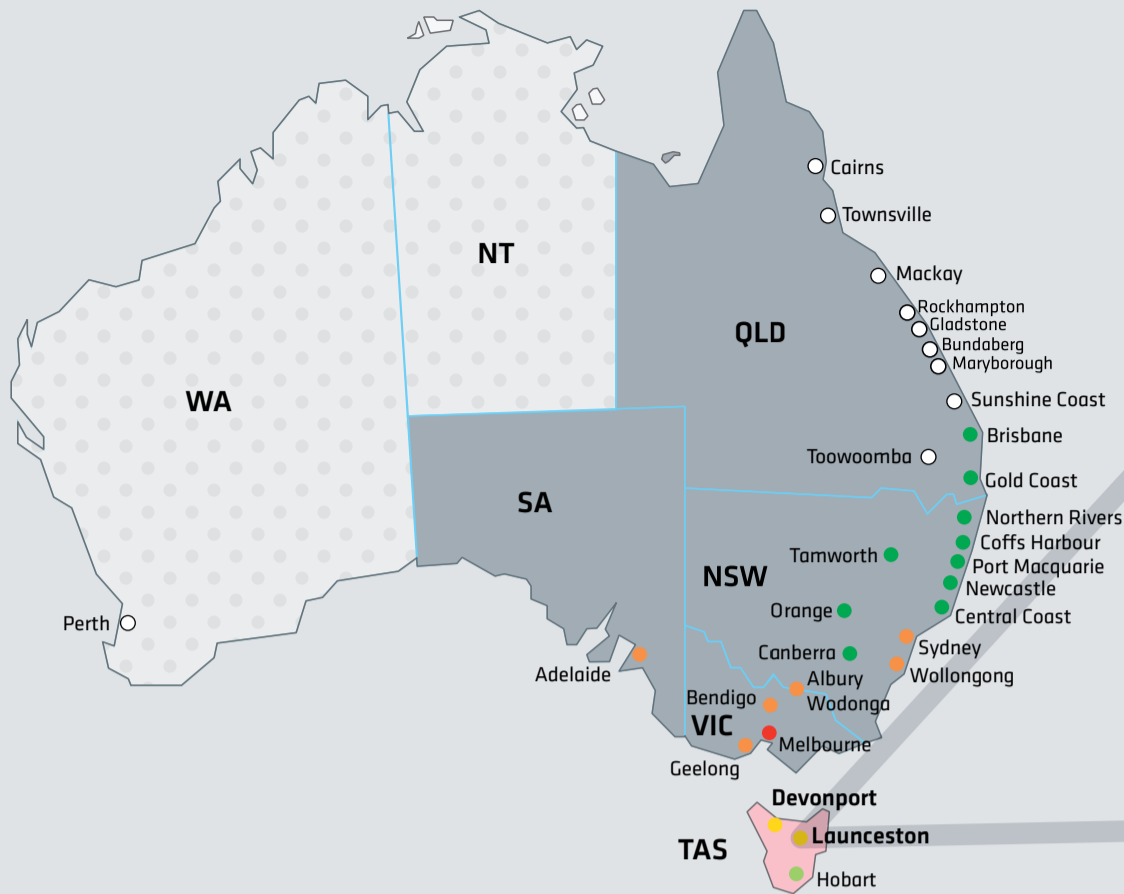 Cairns
Townsville
NT
Mackay
Rockhampton
Gladstone
QLD
Bundaberg
Maryborough
WA
Sunshine Coast
Brisbane
Toowoomba
Gold Coast
SA
Northern Rivers
Coffs Harbour
Tamworth
Port Macquarie
NSW
Newcastle
Orange
Central Coast
Perth
Sydney
Canberra
Adelaide
Wollongong
Albury
Wodonga
Bendigo
VIC
Melbourne
Geelong
Devonport
Launceston
TAS
Hobart